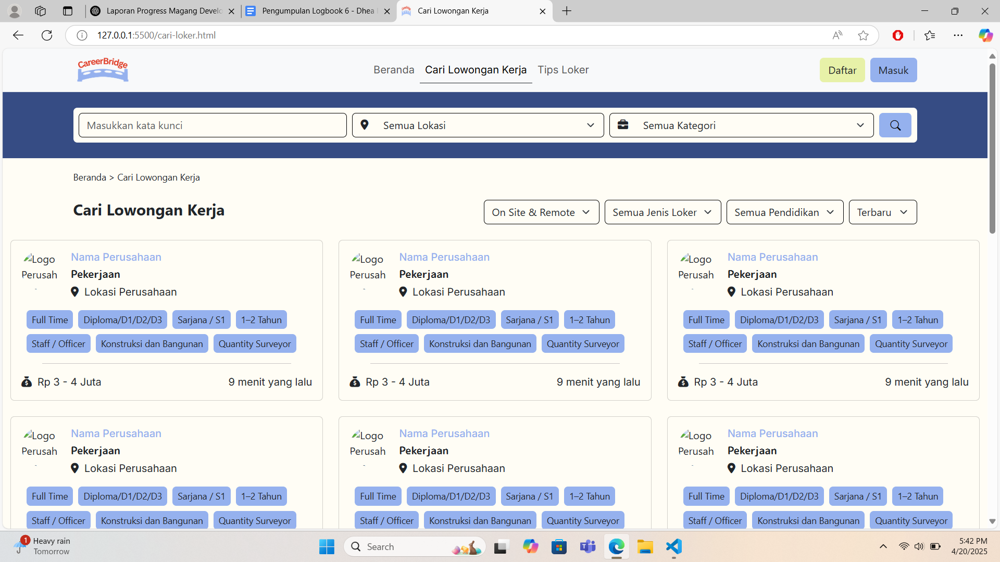 Laporan Progress Magang Develo
Pengumpulan Logbook 6 - Dhea
Cari Lowongan Kerja
127.0.0.1:5500/cari-loker.html
CareerBridge
Beranda
Cari Lowongan Kerja
Tips Loker
Daftar
Masuk
Masukkan kata kunci
Semua Lokasi
Semua Kategori
Beranda > Cari Lowongan Kerja
Cari Lowongan Kerja
On Site & Remote
Semua Jenis Loker
Semua Pendidikan
Terbaru
Logo
Perusah
Nama Perusahaan
Pekerjaan
Lokasi Perusahaan
Full Time
Diploma/D1/D2/D3
Sarjana / S1
1–2 Tahun
Staff / Officer
Konstruksi dan Bangunan
Quantity Surveyor
Rp 3 - 4 Juta
9 menit yang lalu
Logo
Perusah
Nama Perusahaan
Pekerjaan
Lokasi Perusahaan
Full Time
Diploma/D1/D2/D3
Sarjana / S1
1–2 Tahun
Staff / Officer
Konstruksi dan Bangunan
Quantity Surveyor
Rp 3 - 4 Juta
9 menit yang lalu
Logo
Perusah
Nama Perusahaan
Pekerjaan
Lokasi Perusahaan
Full Time
Diploma/D1/D2/D3
Sarjana / S1
1–2 Tahun
Staff / Officer
Konstruksi dan Bangunan
Quantity Surveyor
Rp 3 - 4 Juta
9 menit yang lalu
Logo
Perusah
Nama Perusahaan
Pekerjaan
Lokasi Perusahaan
Full Time
Diploma/D1/D2/D3
Sarjana / S1
1–2 Tahun
Staff / Officer
Konstruksi dan Bangunan
Quantity Surveyor
Logo
Perusah
Nama Perusahaan
Pekerjaan
Lokasi Perusahaan
Full Time
Diploma/D1/D2/D3
Sarjana / S1
1–2 Tahun
Staff / Officer
Konstruksi dan Bangunan
Quantity Surveyor
Logo
Perusah
Nama Perusahaan
Pekerjaan
Lokasi Perusahaan
Full Time
Diploma/D1/D2/D3
Sarjana / S1
1–2 Tahun
Staff / Officer
Konstruksi dan Bangunan
Quantity Surveyor
1
Heavy rain
Tomorrow
Search
5:42 PM
4/20/2025